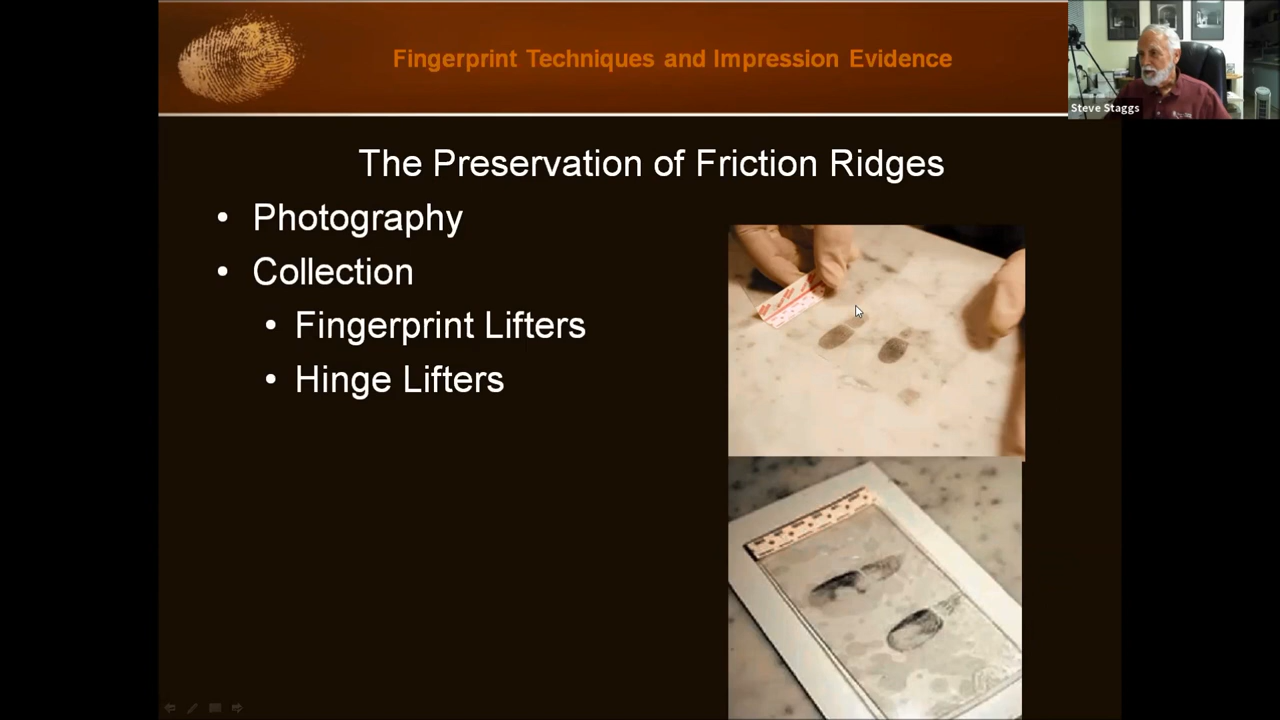 Fingerprint Techniques and Impression Evidence
Steve Staggs
The Preservation of Friction Ridges
• Photography
• Collection
• Fingerprint Lifters
• Hinge Lifters